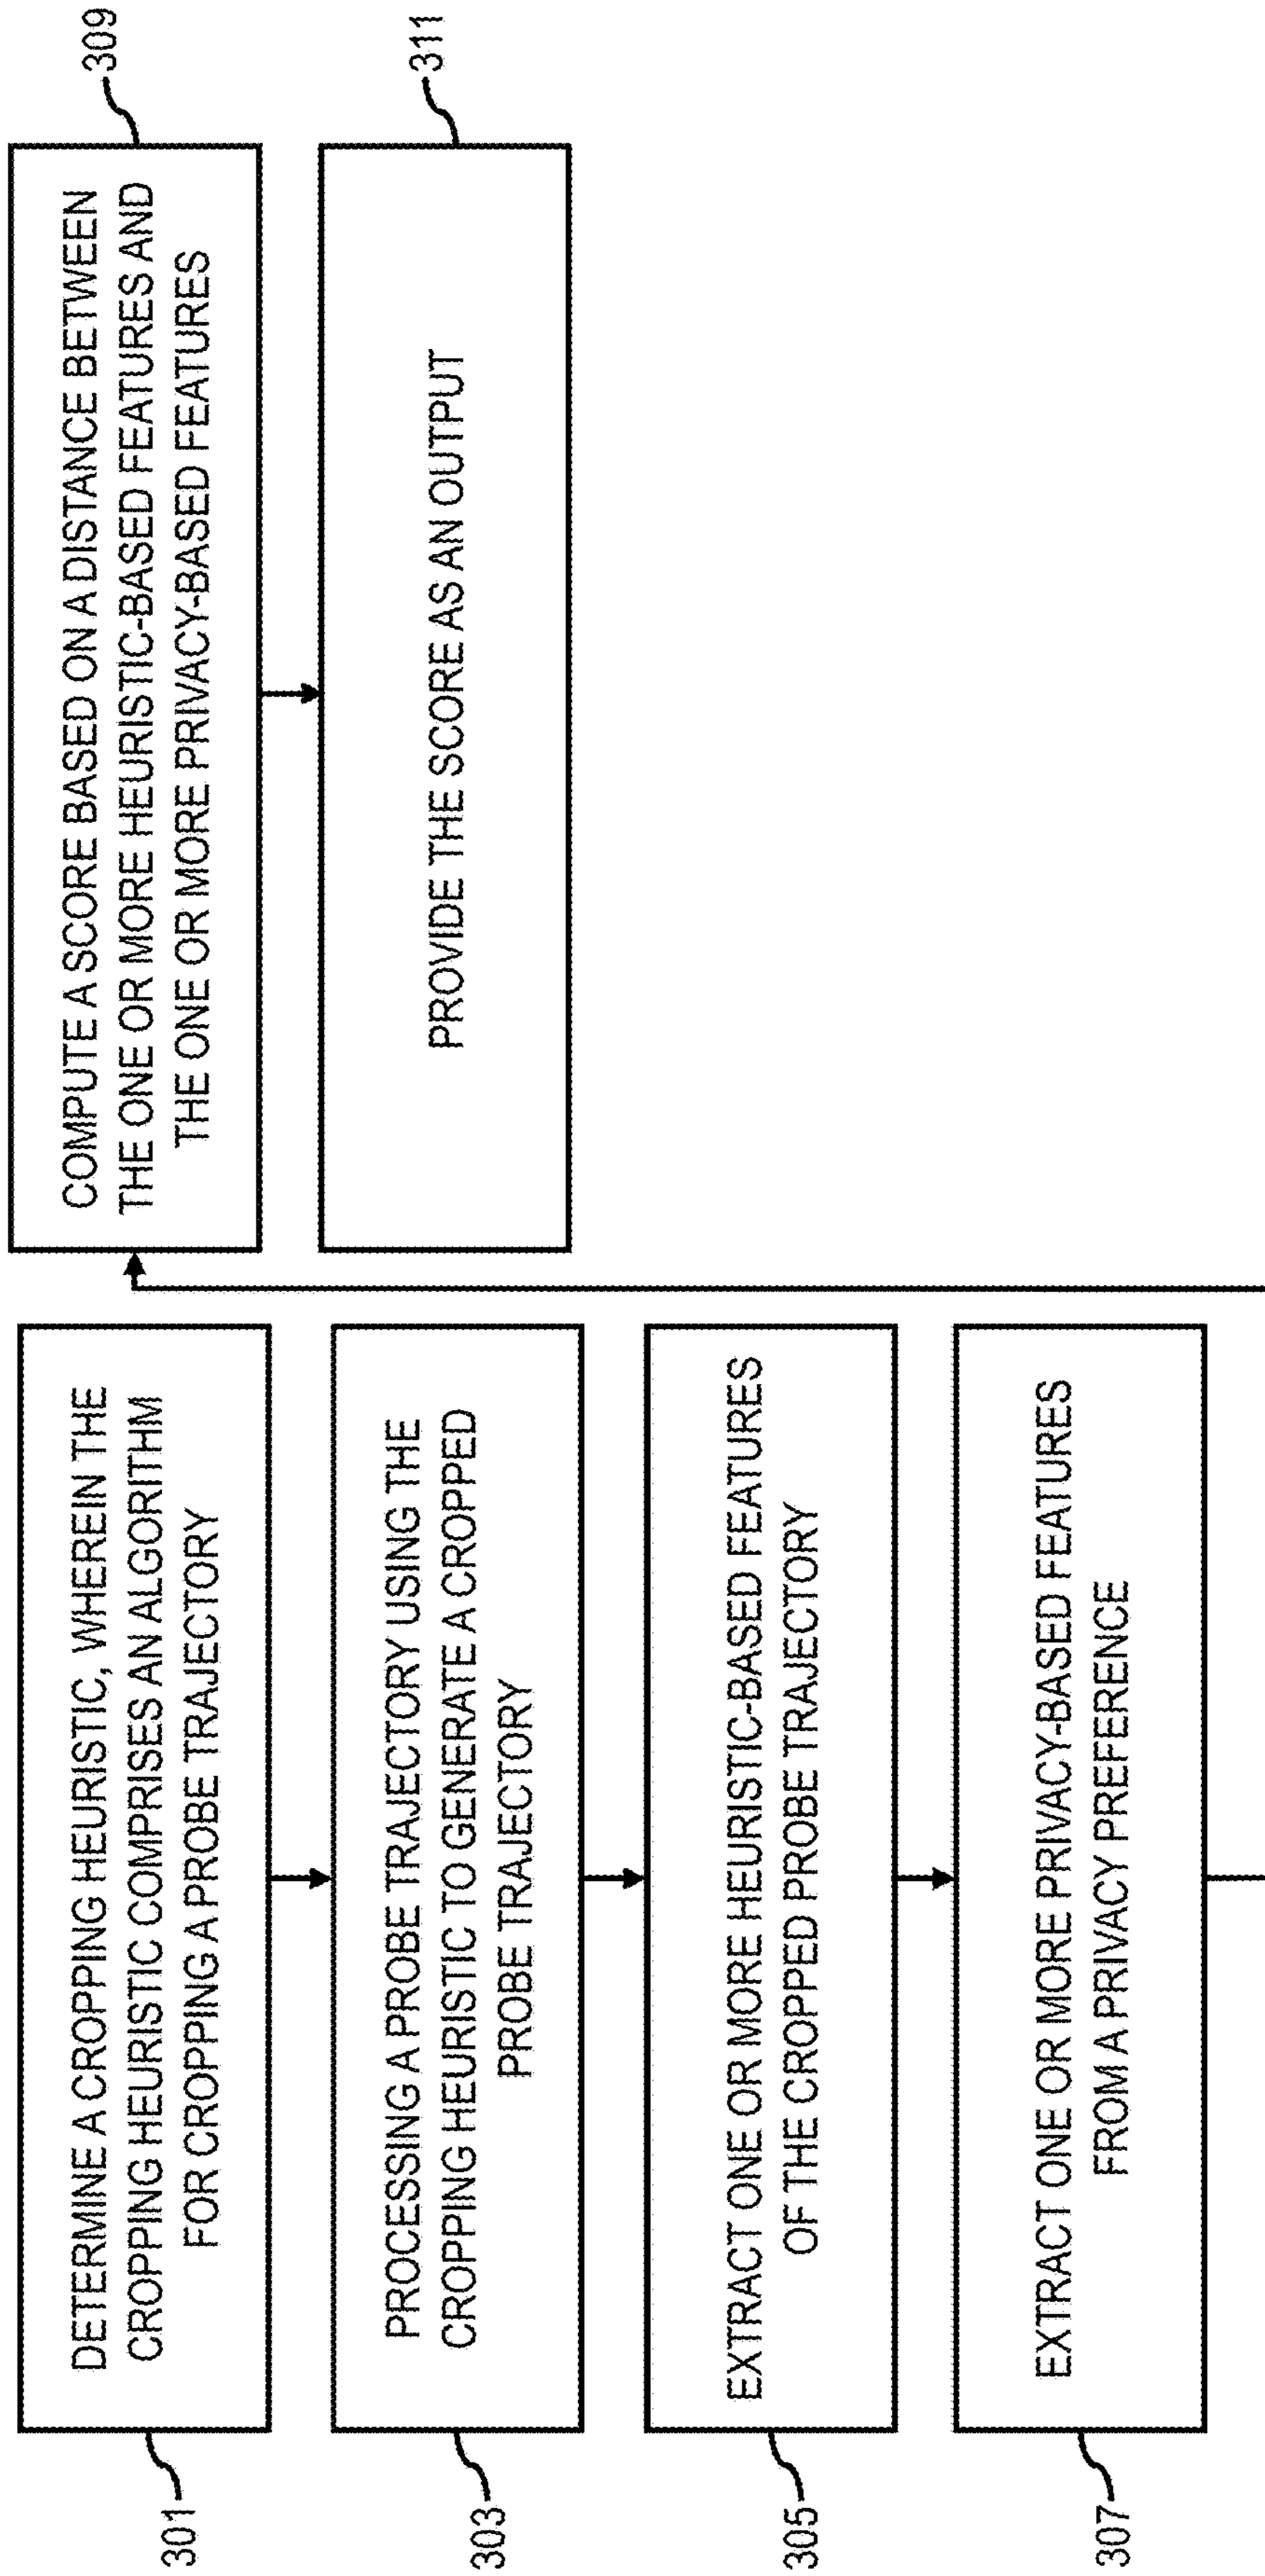 301
DETERMINE A CROPPING HEURISTIC, WHEREIN THE
CROPPING HEURISTIC COMPRISES AN ALGORITHM
FOR CROPPING A PROBE TRAJECTORY
303
PROCESSING A PROBE TRAJECTORY USING THE
CROPPING HEURISTIC TO GENERATE A CROPPED
PROBE TRAJECTORY
305
EXTRACT ONE OR MORE HEURISTIC-BASED FEATURES
OF THE CROPPED PROBE TRAJECTORY
307
EXTRACT ONE OR MORE PRIVACY-BASED FEATURES
FROM A PRIVACY PREFERENCE
309
COMPUTE A SCORE BASED ON A DISTANCE BETWEEN
THE ONE OR MORE HEURISTIC-BASED FEATURES AND
THE ONE OR MORE PRIVACY-BASED FEATURES
311
PROVIDE THE SCORE AS AN OUTPUT